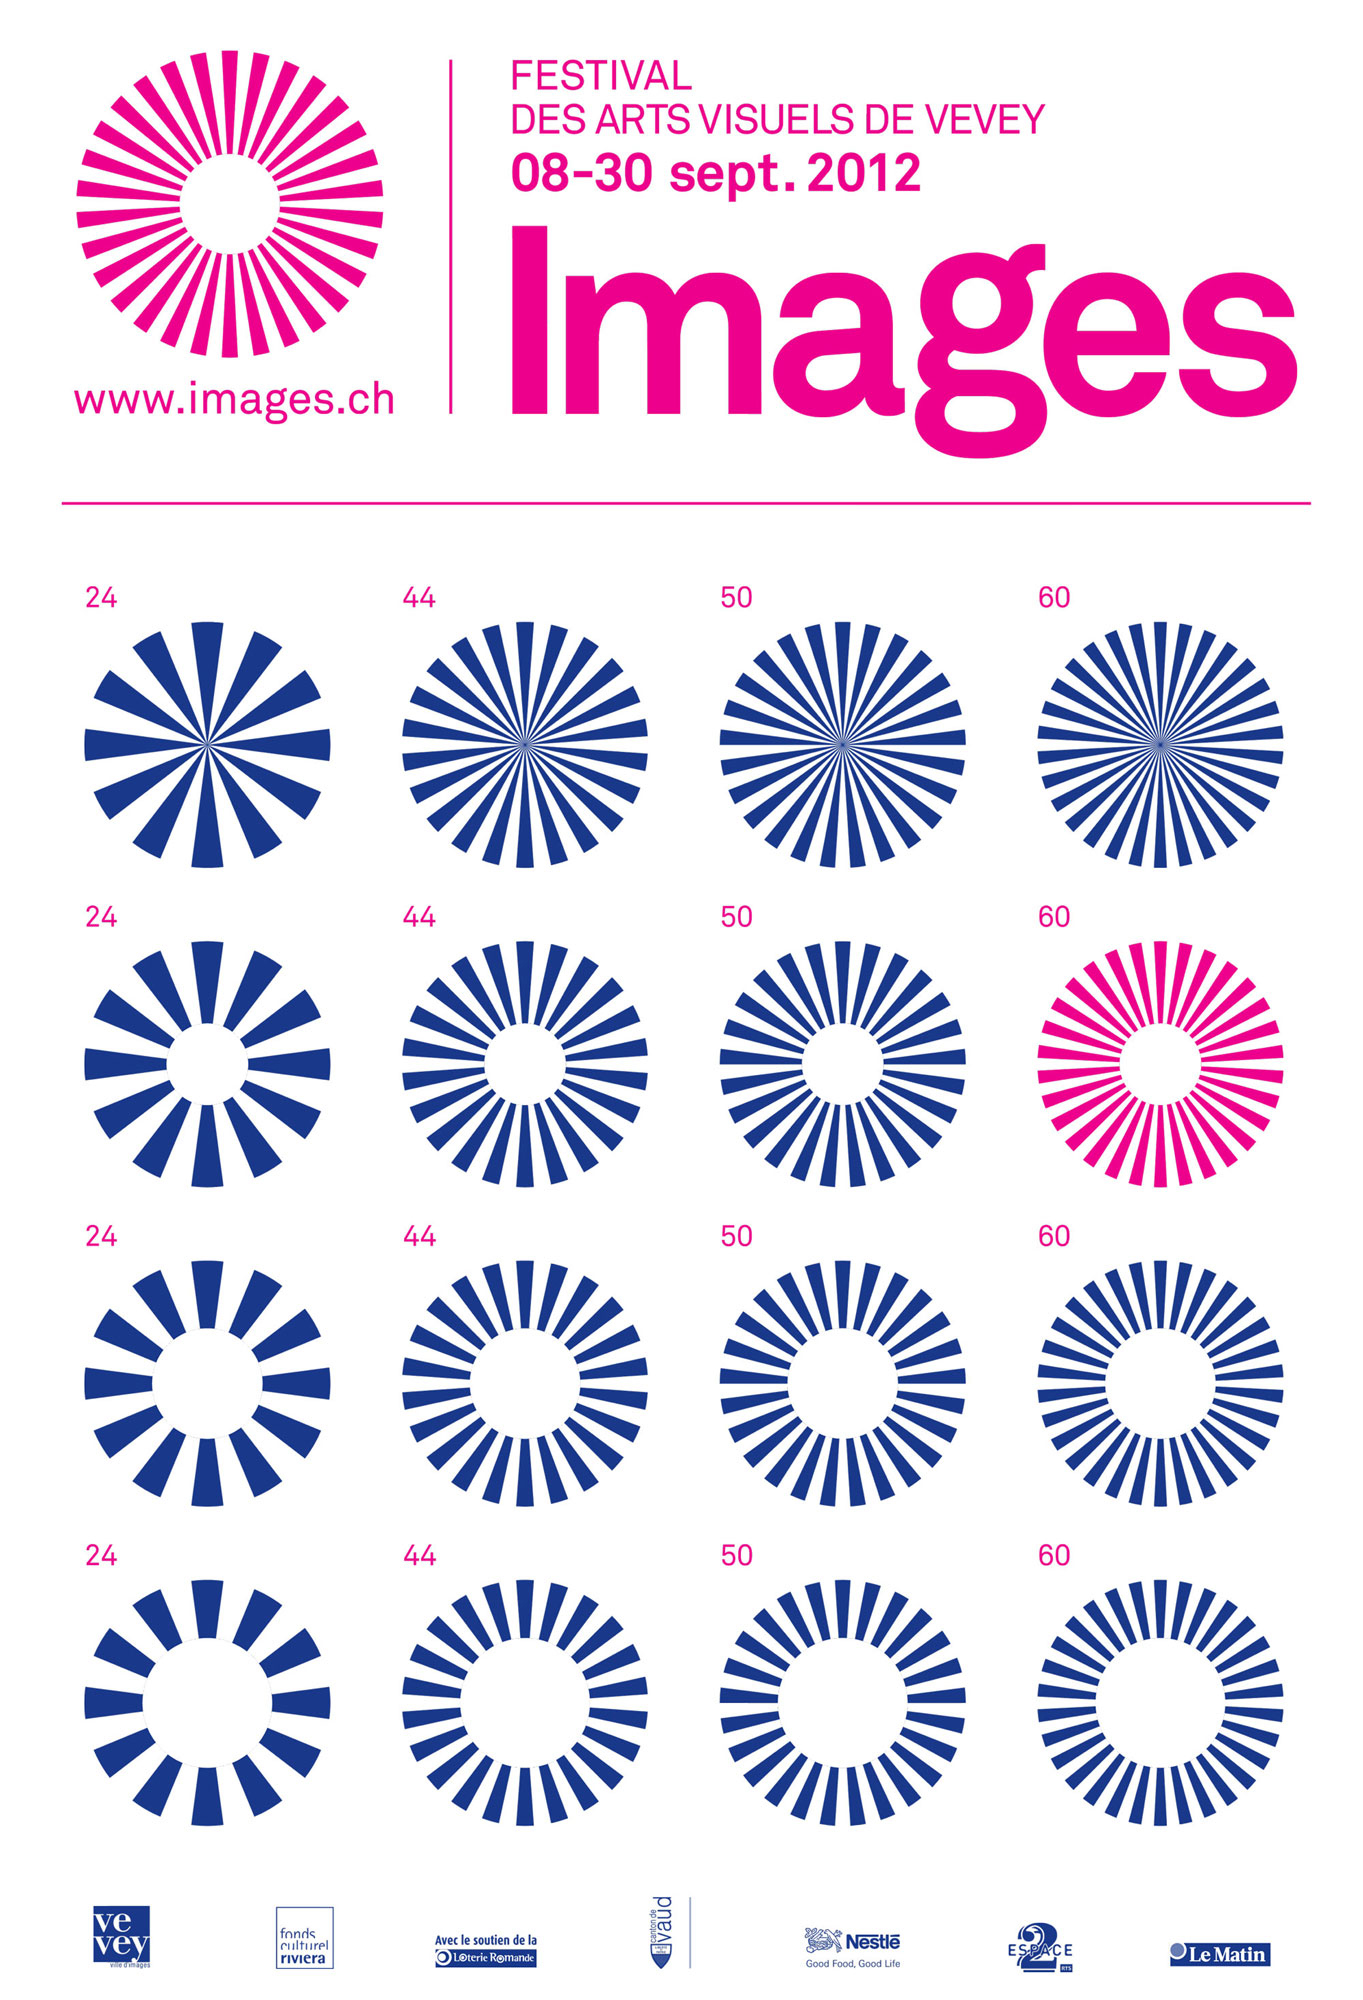 FESTIVAL
DES ARTS VISUELS DE VEVEY
08-30 sept. 2012
Images
www.images.ch
24 44 50 60
24 44 50 60
24 44 50 60
24 44 50 60
ve
vey
ville d'images
fonds
culturel
riviera
Avec le soutien de la
Loterie Romande
canton de
vaud
Nestlé
Good Food, Good Life
2
ESPACE
RTS
Le Matin